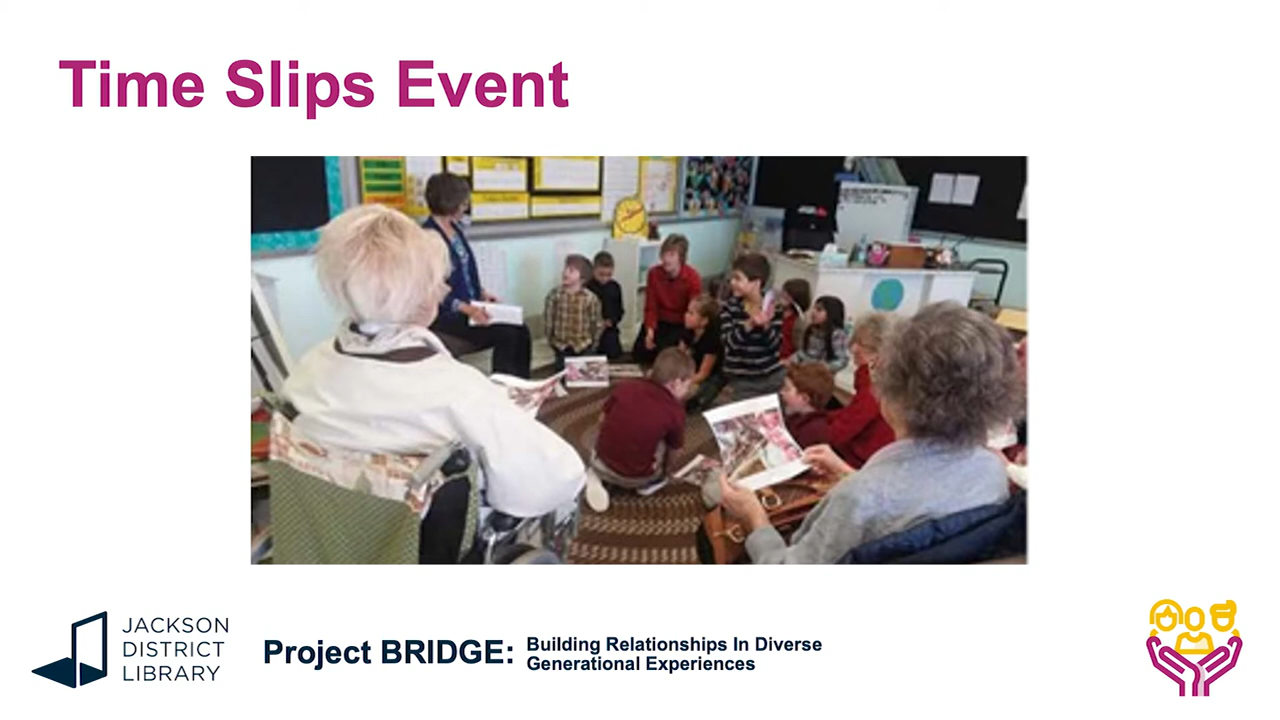 Time Slips Event
JACKSON
DISTRICT
LIBRARY
Project BRIDGE:
Building Relationships In Diverse
Generational Experiences